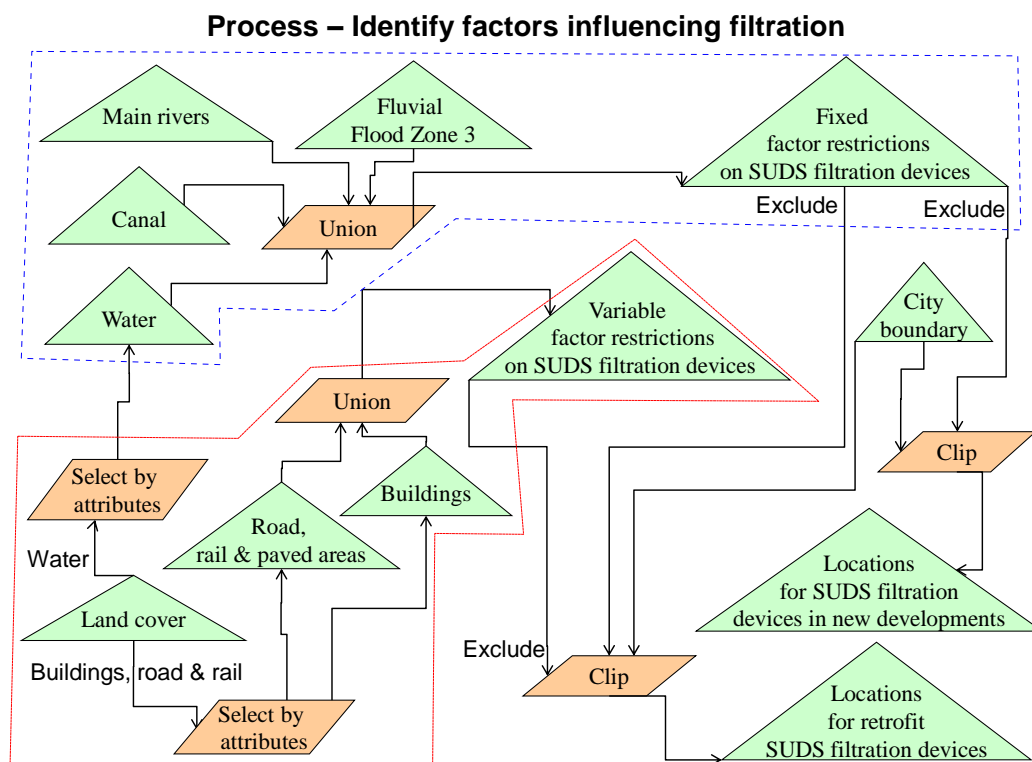 Process – Identify factors influencing filtration
Main rivers
Fluvial
Flood Zone 3
Fixed
factor restrictions
on SUDS filtration devices
Canal
Union
Exclude
Exclude
Water
Variable
factor restrictions
on SUDS filtration devices
City
boundary
Union
Clip
Select by
attributes
Buildings
Road,
rail & paved areas
Water
Land cover
Locations
for SUDS filtration
devices in new developments
Buildings, road & rail
Exclude
Clip
Select by
attributes
Locations
for retrofit
SUDS filtration devices